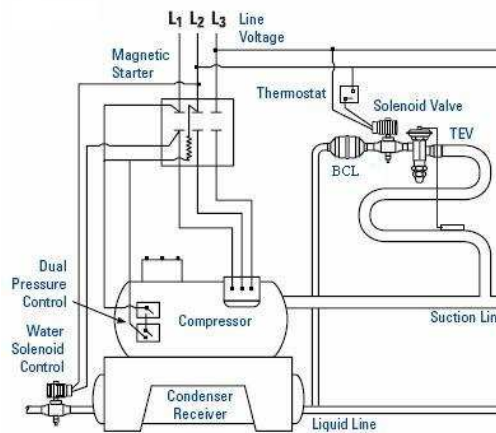 L1 L2 L3 Line
Voltage
Magnetic
Starter
Thermostat
Solenoid Valve
TEV
BCL
Dual
Pressure
Control
Compressor
Water
Solenoid
Control
Suction Lin
Condenser
Receiver
Liquid Line